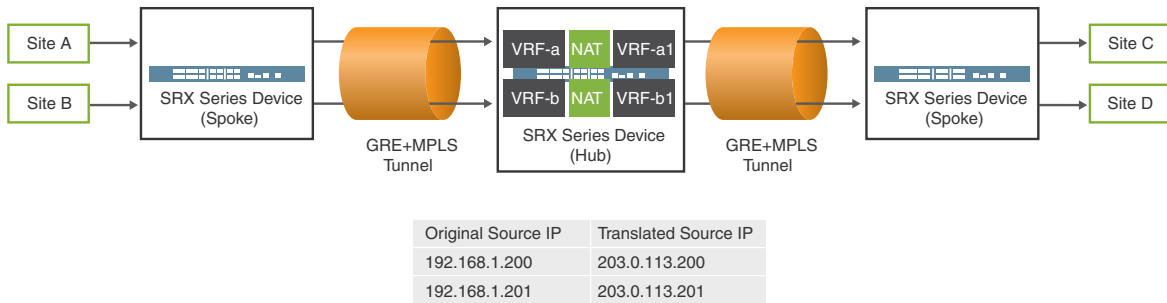 Site A
Site B
SRX Series Device
(Spoke)
GRE+MPLS
Tunnel
VRF-a NAT VRF-a1
VRF-b NAT VRF-b1
SRX Series Device
(Hub)
GRE+MPLS
Tunnel
SRX Series Device
(Spoke)
Site C
Site D
Original Source IP Translated Source IP
192.168.1.200 203.0.113.200
192.168.1.201 203.0.113.201